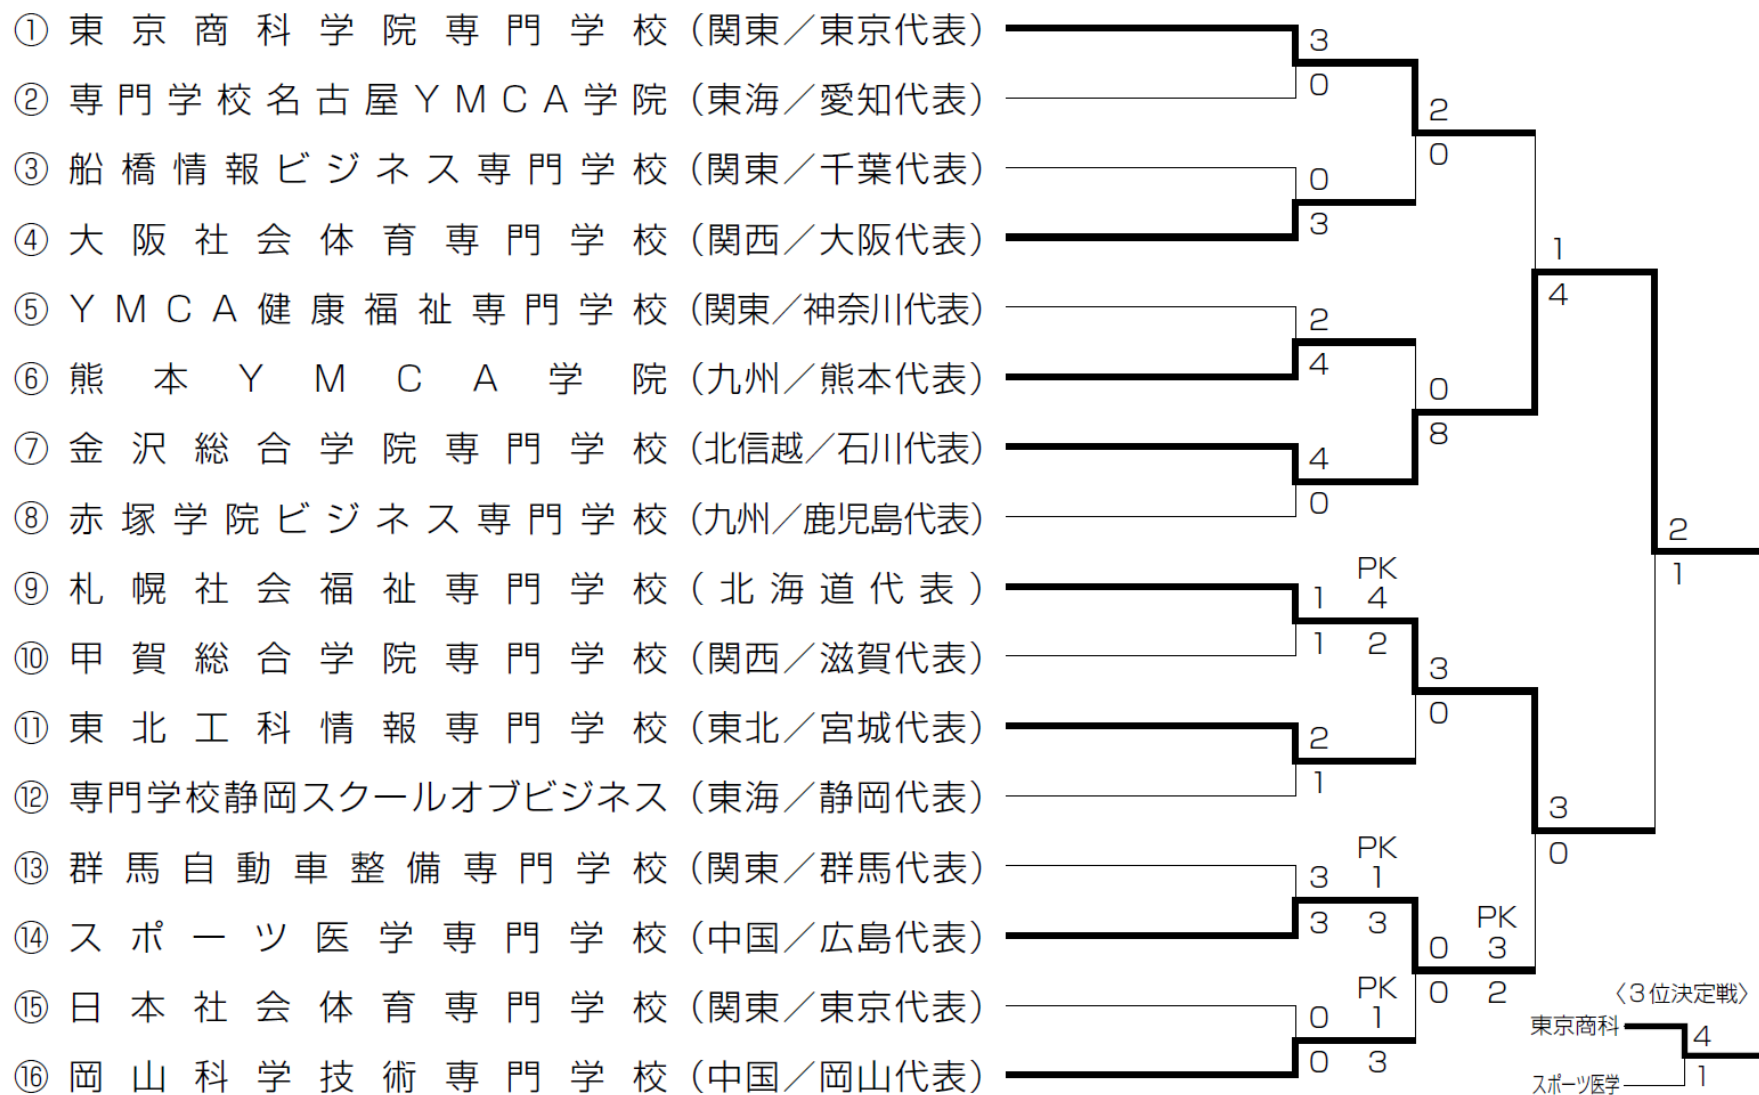 ① 東京商科学院専門学校（関東／東京代表）
② 専門学校名古屋YMCA学院（東海／愛知代表）
③ 船橋情報ビジネス専門学校（関東／千葉代表）
④ 大阪社会体育専門学校（関西／大阪代表）
⑤ YMCA健康福祉専門学校（関東／神奈川代表）
⑥ 熊本YMCA学院（九州／熊本代表）
⑦ 金沢総合学院専門学校（北信越／石川代表）
⑧ 赤塚学院ビジネス専門学校（九州／鹿児島代表）
⑨ 札幌社会福祉専門学校（北海道代表）
⑩ 甲賀総合学院専門学校（関西／滋賀代表）
⑪ 東北工科情報専門学校（東北／宮城代表）
⑫ 専門学校静岡スクールオブビジネス（東海／静岡代表）
⑬ 群馬自動車整備専門学校（関東／群馬代表）
⑭ スポーツ医学専門学校（中国／広島代表）
⑮ 日本社会体育専門学校（関東／東京代表）
⑯ 岡山科学技術専門学校（中国／岡山代表）
3
0
0
3
2
4
4
0
PK
1 4
1 2
2
1
PK
3 1
3 3
PK
0 1
0 3
2
0
0
8
3
0
PK
0 3
0 2
1
4
3
0
2
1
〈3位決定戦〉
東京商科 4
スポーツ医学 1